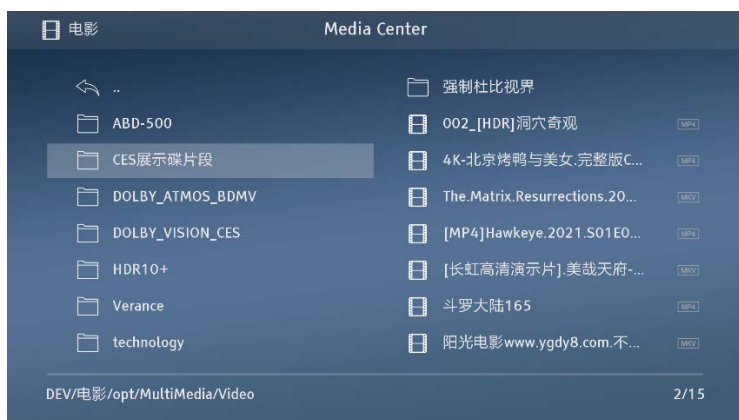 电影
Media Center
..
ABD-500
CES展示碟片段
DOLBY_ATMOS_BDMV
DOLBY_VISION_CES
HDR10+
Verance
technology
强制杜比视界
002_[HDR]洞穴奇观 MP4
4K-北京烤鸭与美女.完整版C... MP4
The.Matrix.Resurrections.20... MKV
[MP4]Hawkeye.2021.S01E0... MP4
[长虹高清演示片].美哉天府-... MKV
斗罗大陆165 MP4
阳光电影www.ygdy8.com.不... MKV
DEV/电影/opt/MultiMedia/Video
2/15